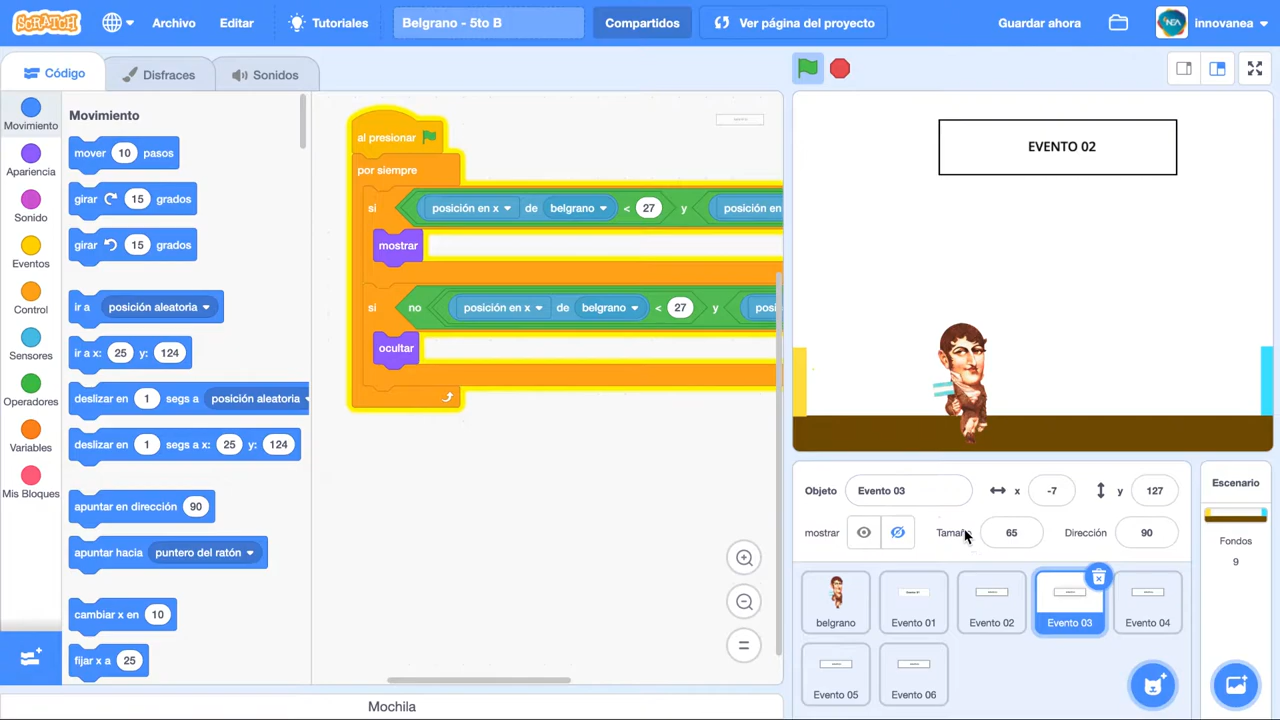 SCRATCH
Archivo
Editar
Tutoriales
Belgrano - 5to B
Compartidos
Ver página del proyecto
Guardar ahora
innovanea
Código
Disfraces
Sonidos
Movimiento
Apariencia
Sonido
Eventos
Control
Sensores
Operadores
Variables
Mis Bloques
Movimiento
mover 10 pasos
girar 15 grados
girar 15 grados
ir a posición aleatoria
ir a x: 25 y: 124
deslizar en 1 segs a posición aleatoria
deslizar en 1 segs a x: 25 y: 124
apuntar en dirección 90
apuntar hacia puntero del ratón
cambiar x en 10
fijar x a 25
al presionar
por siempre
si posición en x de belgrano < 27 y posición en
mostrar
si no posición en x de belgrano < 27 y posi
ocultar
Mochila
EVENTO 02
Objeto Evento 03 x -7 y 127
mostrar Tamañ 65 Dirección 90
belgrano
Evento 01
Evento 02
Evento 03
Evento 04
Evento 05
Evento 06
Escenario
Fondos
9